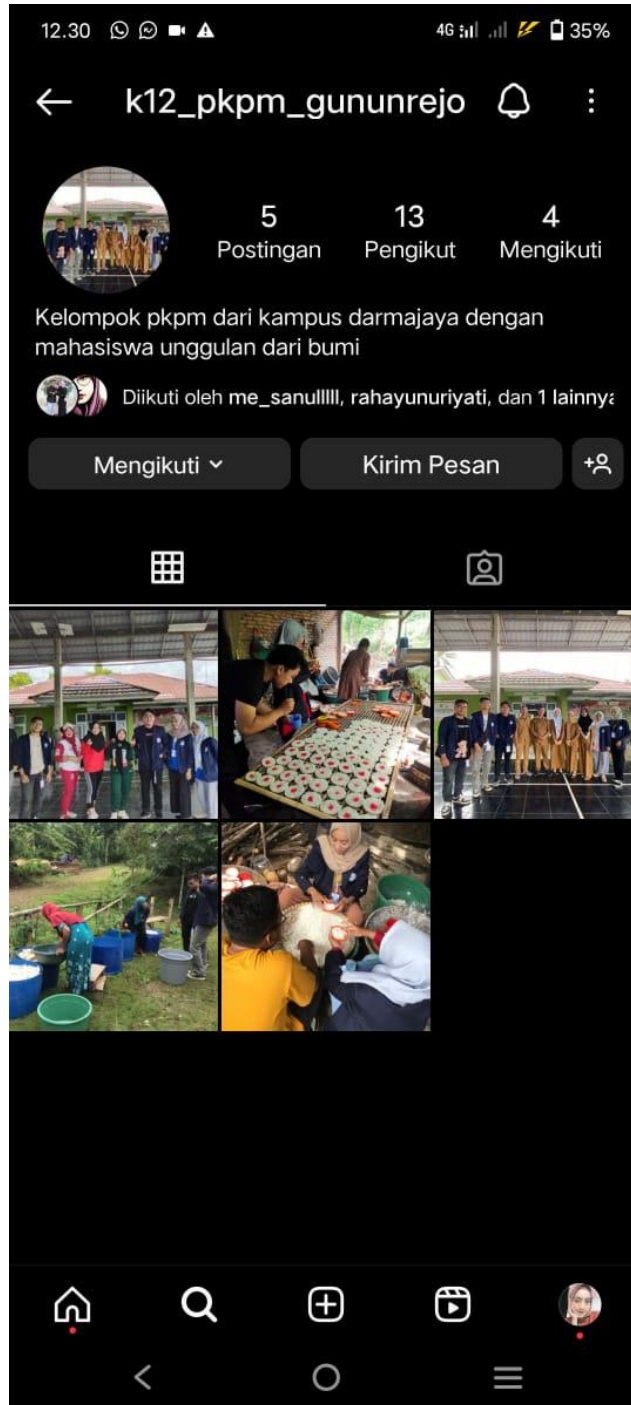 12.30
4G
35%
k12_pkpm_gununrejo
5
13
4
Postingan
Pengikut
Mengikuti
Kelompok pkpm dari kampus darmajaya dengan
mahasiswa unggulan dari bumi
Diikuti oleh me_sanulllll, rahayunuriyati, dan 1 lainnya
Mengikuti
Kirim Pesan